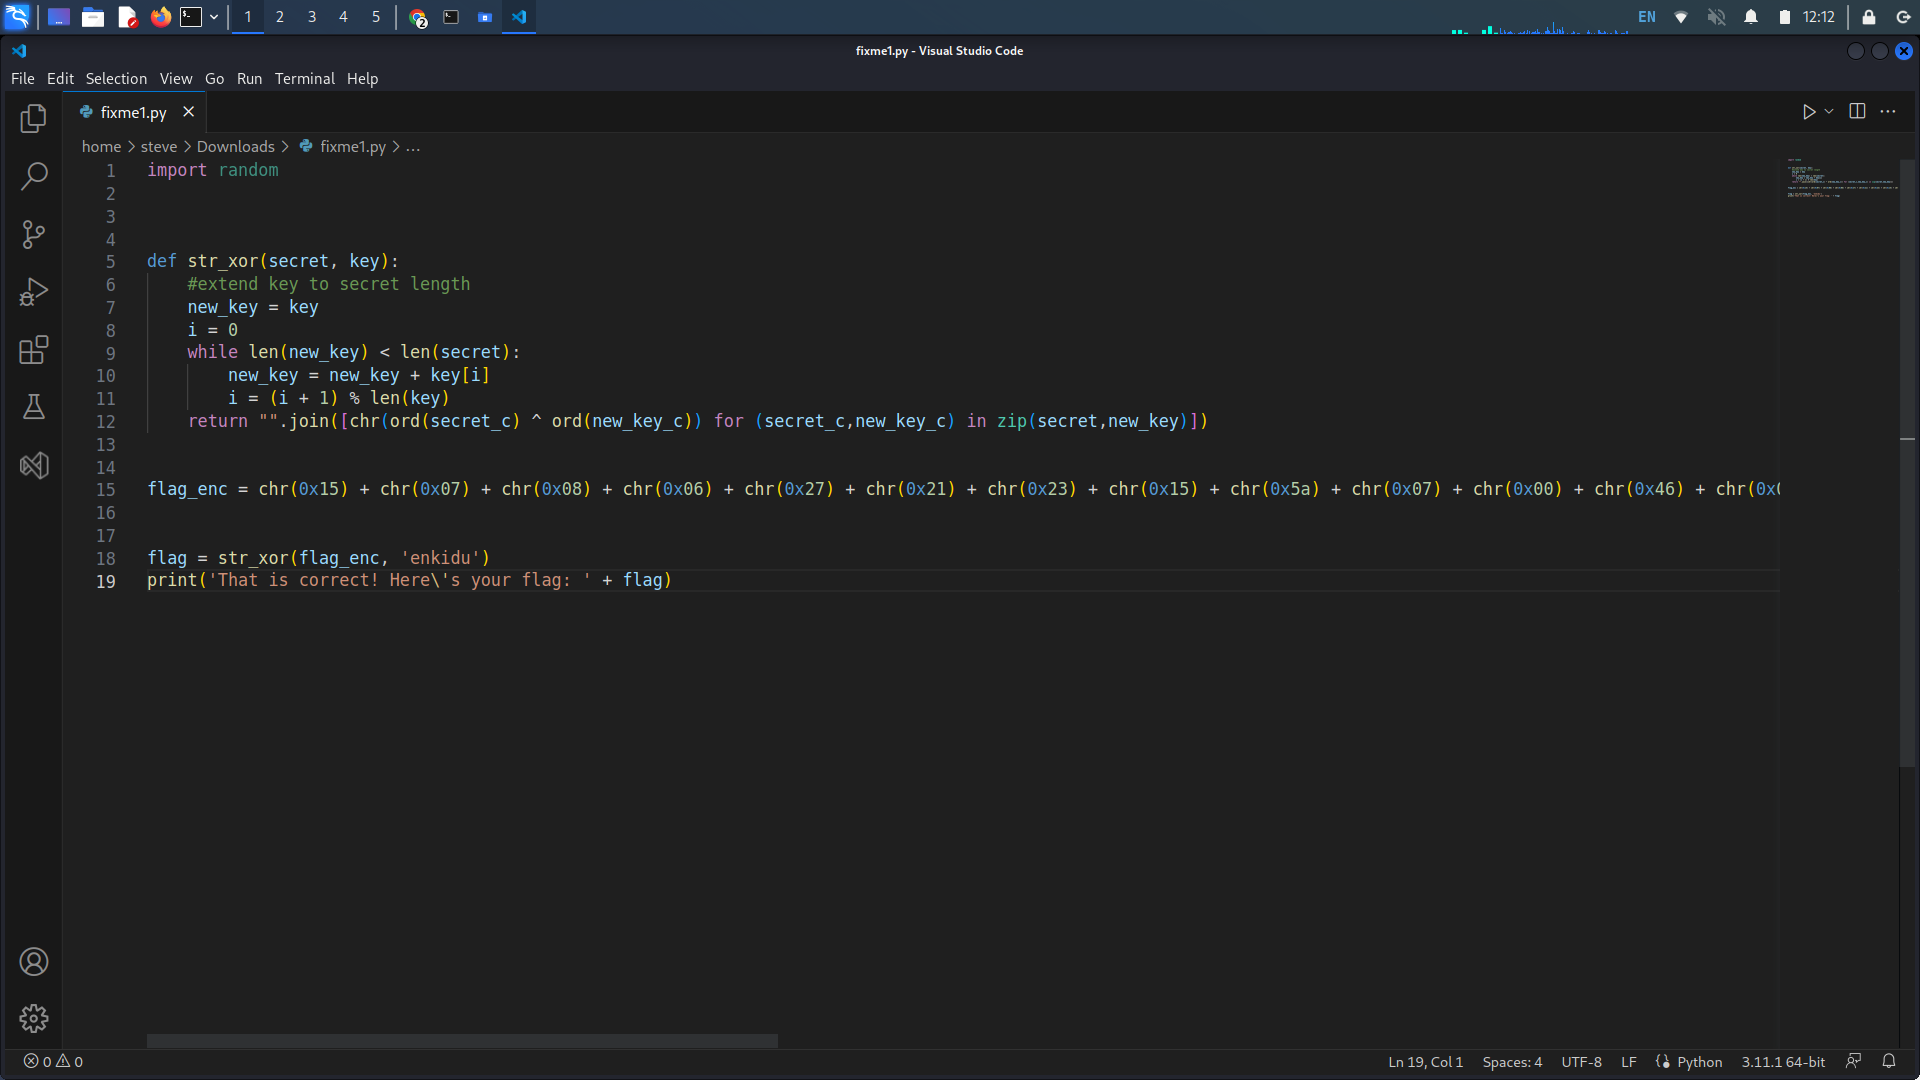 1 2 3 4 5 2 EN 12:12
fixme1.py - Visual Studio Code
File Edit Selection View Go Run Terminal Help
fixme1.py
home > steve > Downloads > fixme1.py > ...
1 import random
2
3
4
5 def str_xor(secret, key):
6 #extend key to secret length
7 new_key = key
8 i = 0
9 while len(new_key) < len(secret):
10 new_key = new_key + key[i]
11 i = (i + 1) % len(key)
12 return "".join([chr(ord(secret_c) ^ ord(new_key_c)) for (secret_c,new_key_c) in zip(secret,new_key)])
13
14
15 flag_enc = chr(0x15) + chr(0x07) + chr(0x08) + chr(0x06) + chr(0x27) + chr(0x21) + chr(0x23) + chr(0x15) + chr(0x5a) + chr(0x07) + chr(0x00) + chr(0x46) + chr(0x
16
17
18 flag = str_xor(flag_enc, 'enkidu')
19 print('That is correct! Here\'s your flag: ' + flag)
0 0 Ln 19, Col 1 Spaces: 4 UTF-8 LF Python 3.11.1 64-bit